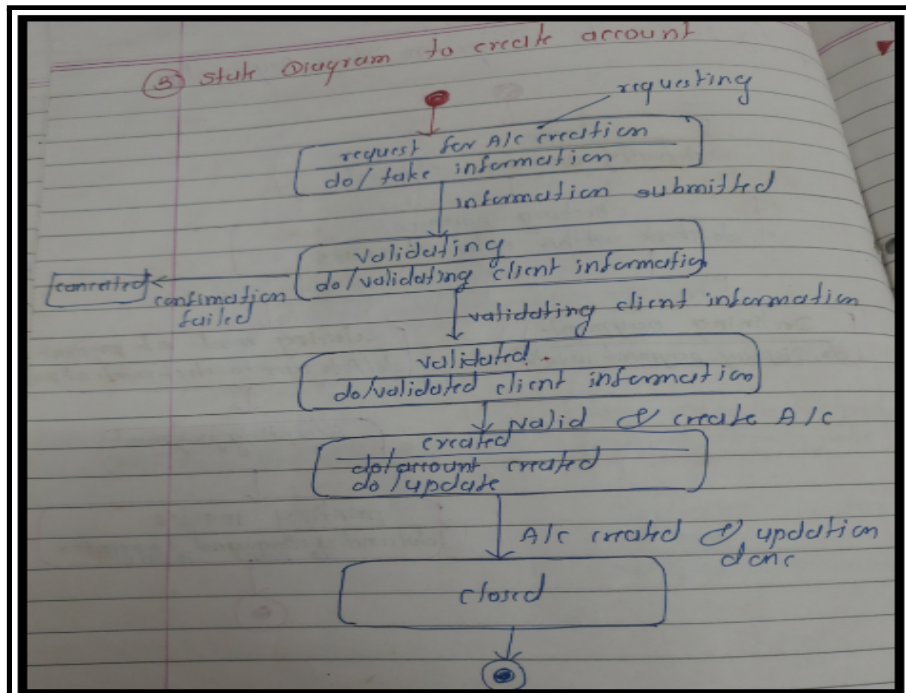 ③ State Diagram to create account
requesting
request for A/c creation
do/ take information
information submitted
validating
do/validating client information
cancelled
confimation
failed
validating client information
validated.
do/validated client information
valid & create A/c
created
do/account created
do/update
A/c created & updation
done
closed